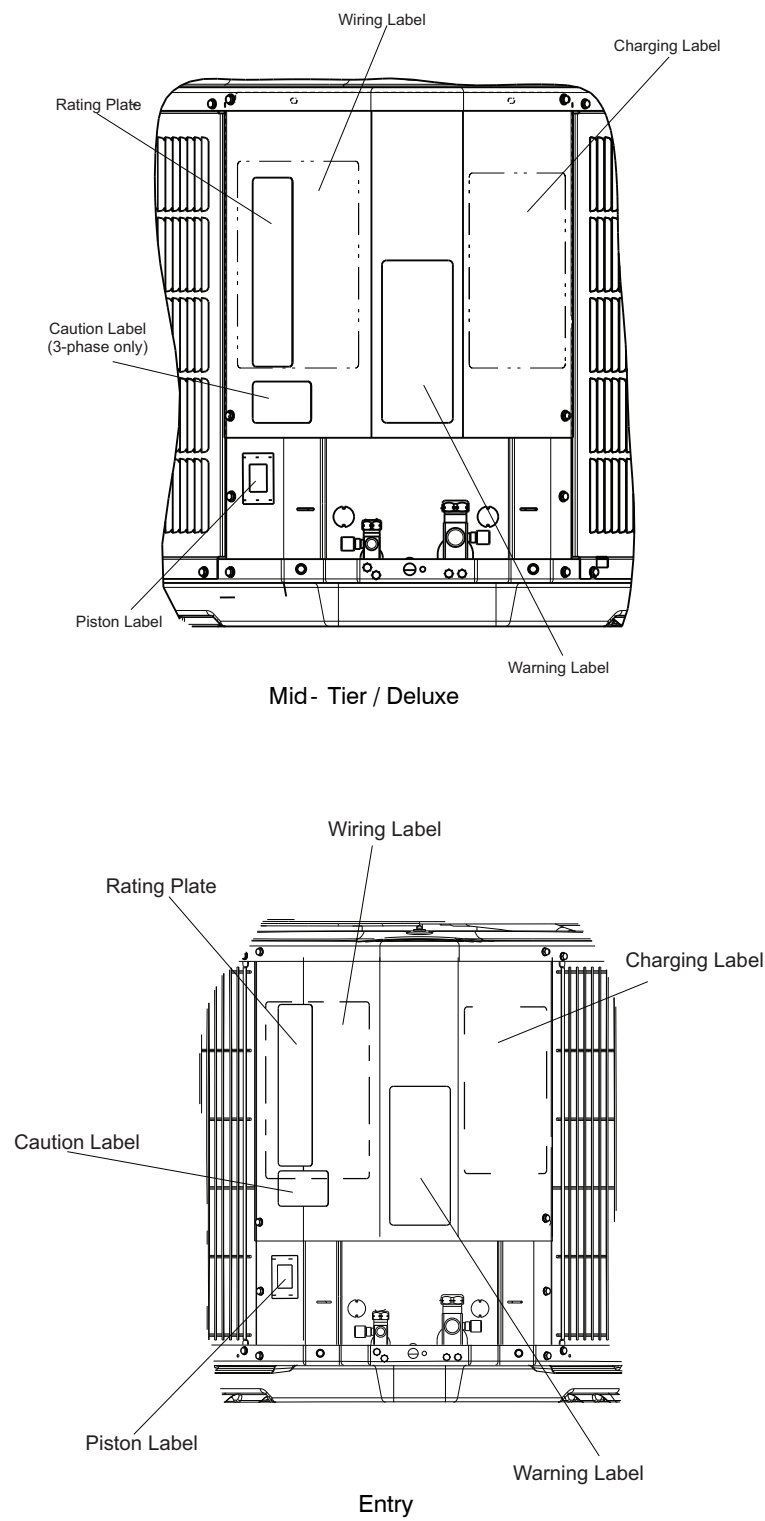 Wiring Label
Charging Label
Rating Plate
Caution Label
(3-phase only)
Piston Label
Warning Label
Mid- Tier / Deluxe
Wiring Label
Rating Plate
Charging Label
Caution Label
Piston Label
Warning Label
Entry